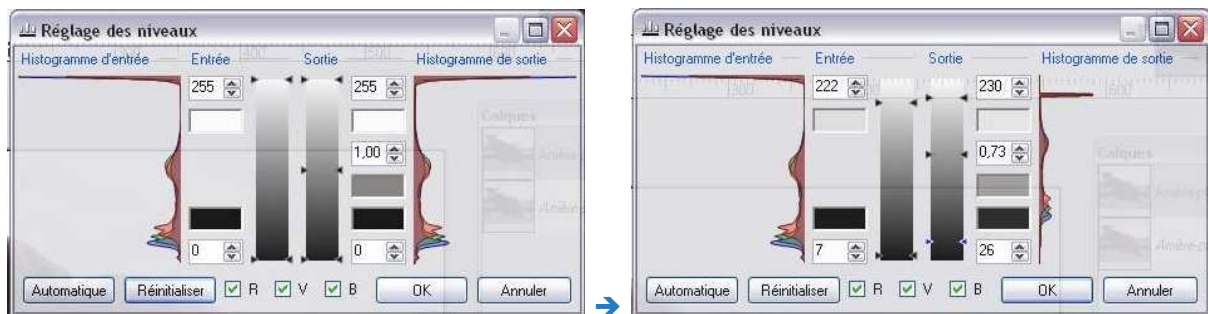 Réglage des niveaux
Histogramme d'entrée Entrée Sortie Histogramme de sortie
255 255
1,00
0 0
Automatique Réinitialiser R V B OK Annuler
Calques
Réglage des niveaux
Histogramme d'entrée Entrée Sortie Histogramme de sortie
222 230
0,73
7 26
Automatique Réinitialiser R V B OK Annuler
Calques